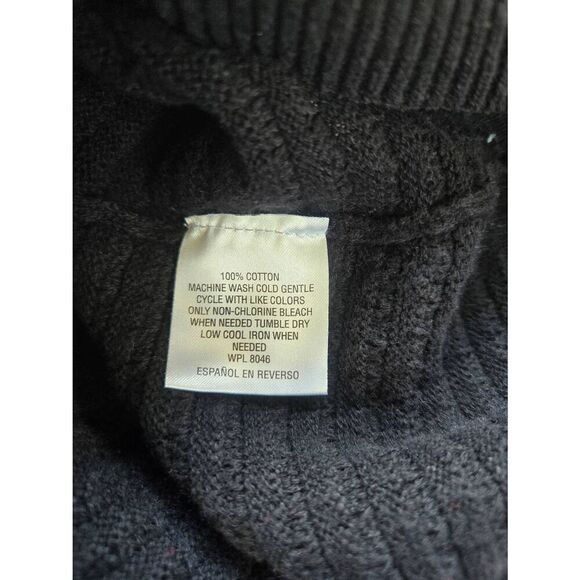 100% COTTON
MACHINE WASH COLD GENTLE
CYCLE WITH LIKE COLORS
ONLY NON-CHLORINE BLEACH
WHEN NEEDED TUMBLE DRY
LOW COOL IRON WHEN
NEEDED
WPL 8046
ESPAÑOL EN REVERSO